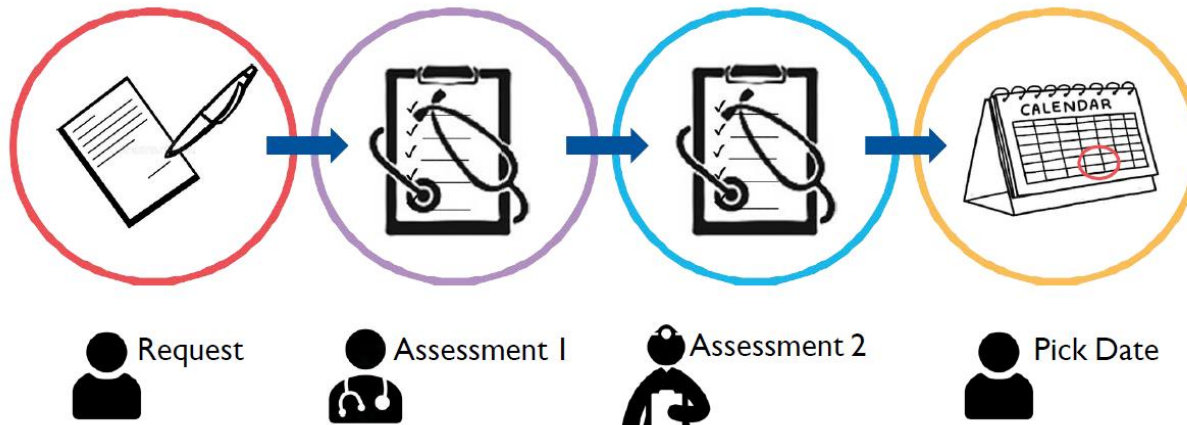 CALENDAR
Request
Assessment 1
Assessment 2
Pick Date